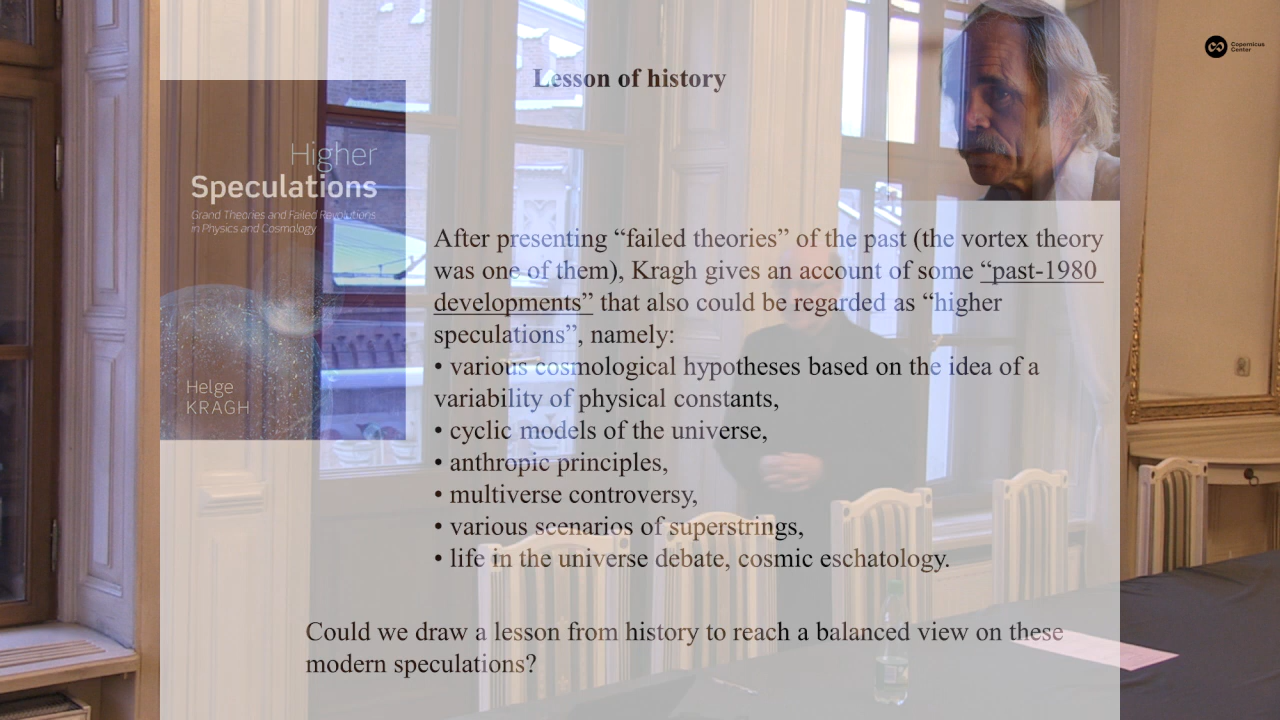 Copernicus
Center
Lesson of history
Higher
Speculations
Grand Theories and Failed Revolutions
in Physics and Cosmology
Helge
KRAGH
After presenting “failed theories” of the past (the vortex theory
was one of them), Kragh gives an account of some “past-1980
developments” that also could be regarded as “higher
speculations”, namely:
• various cosmological hypotheses based on the idea of a
variability of physical constants,
• cyclic models of the universe,
• anthropic principles,
• multiverse controversy,
• various scenarios of superstrings,
• life in the universe debate, cosmic eschatology.
Could we draw a lesson from history to reach a balanced view on these
modern speculations?